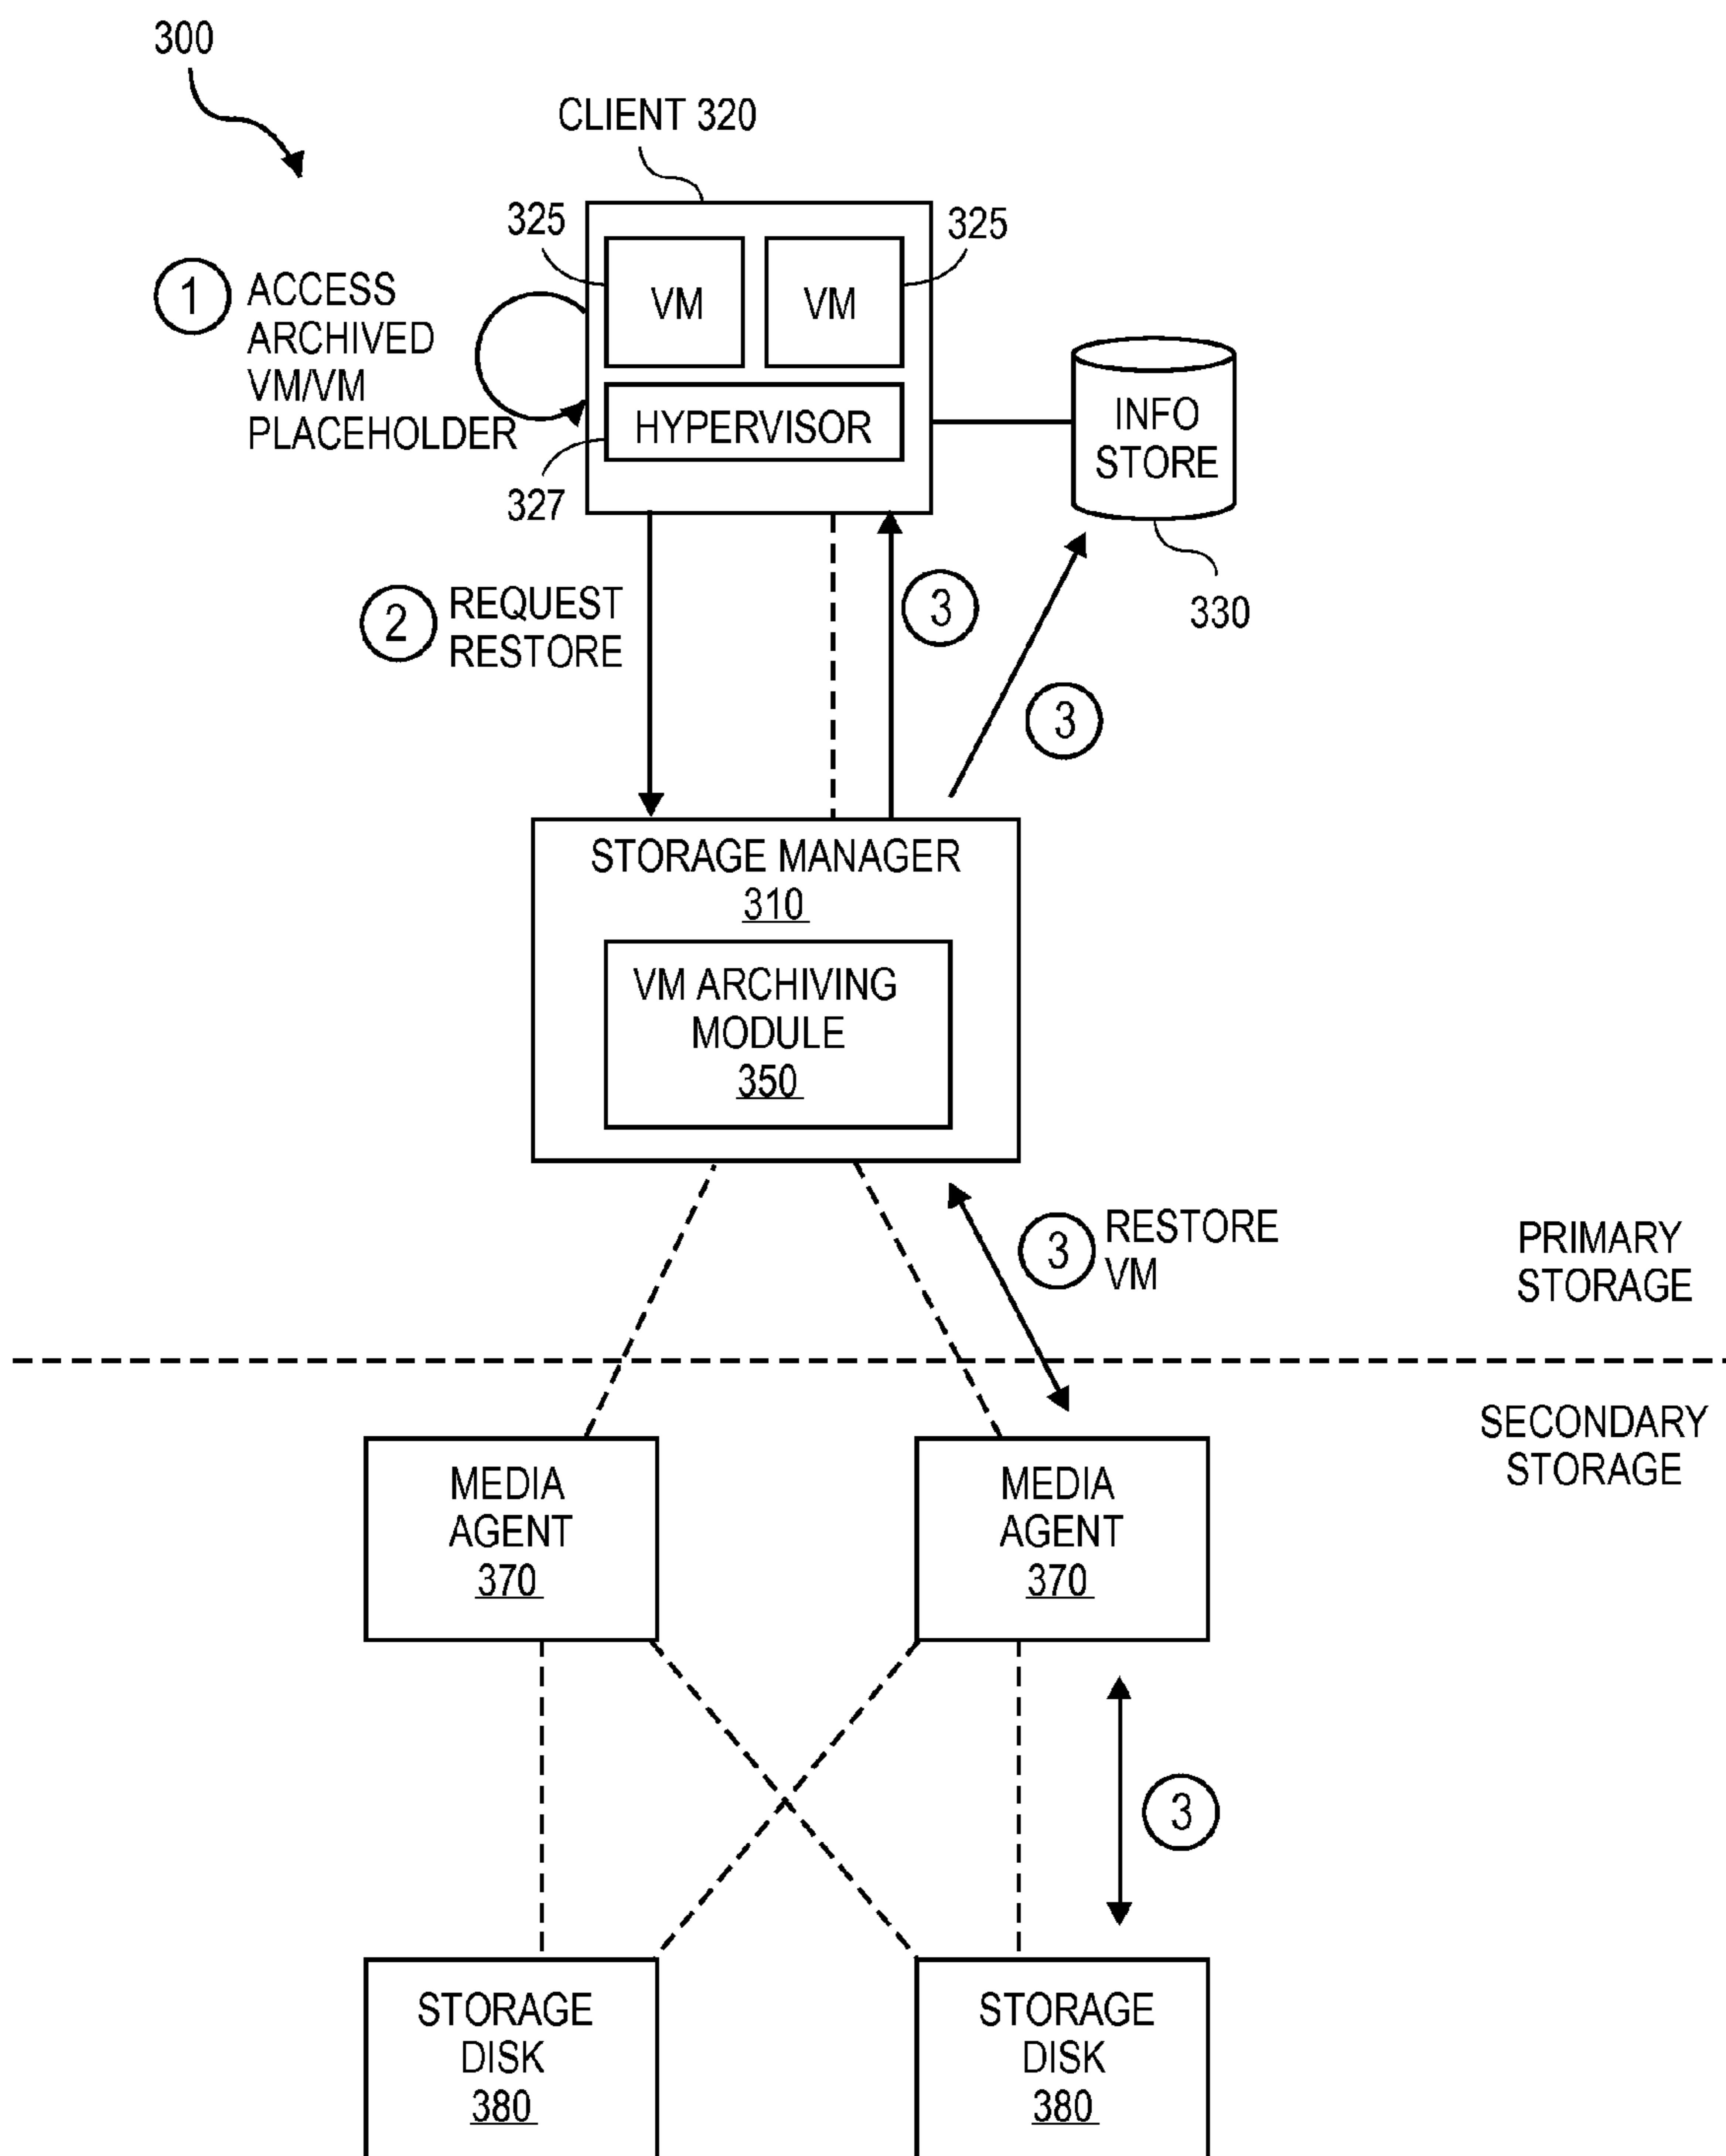 300
CLIENT 320
325
325
VM
VM
1
ACCESS
ARCHIVED
VM/VM
PLACEHOLDER
HYPERVISOR
327
INFO
STORE
330
2
REQUEST
RESTORE
3
3
STORAGE MANAGER
310
VM ARCHIVING
MODULE
350
3
RESTORE
VM
PRIMARY
STORAGE
SECONDARY
STORAGE
MEDIA
AGENT
370
MEDIA
AGENT
370
3
STORAGE
DISK
380
STORAGE
DISK
380